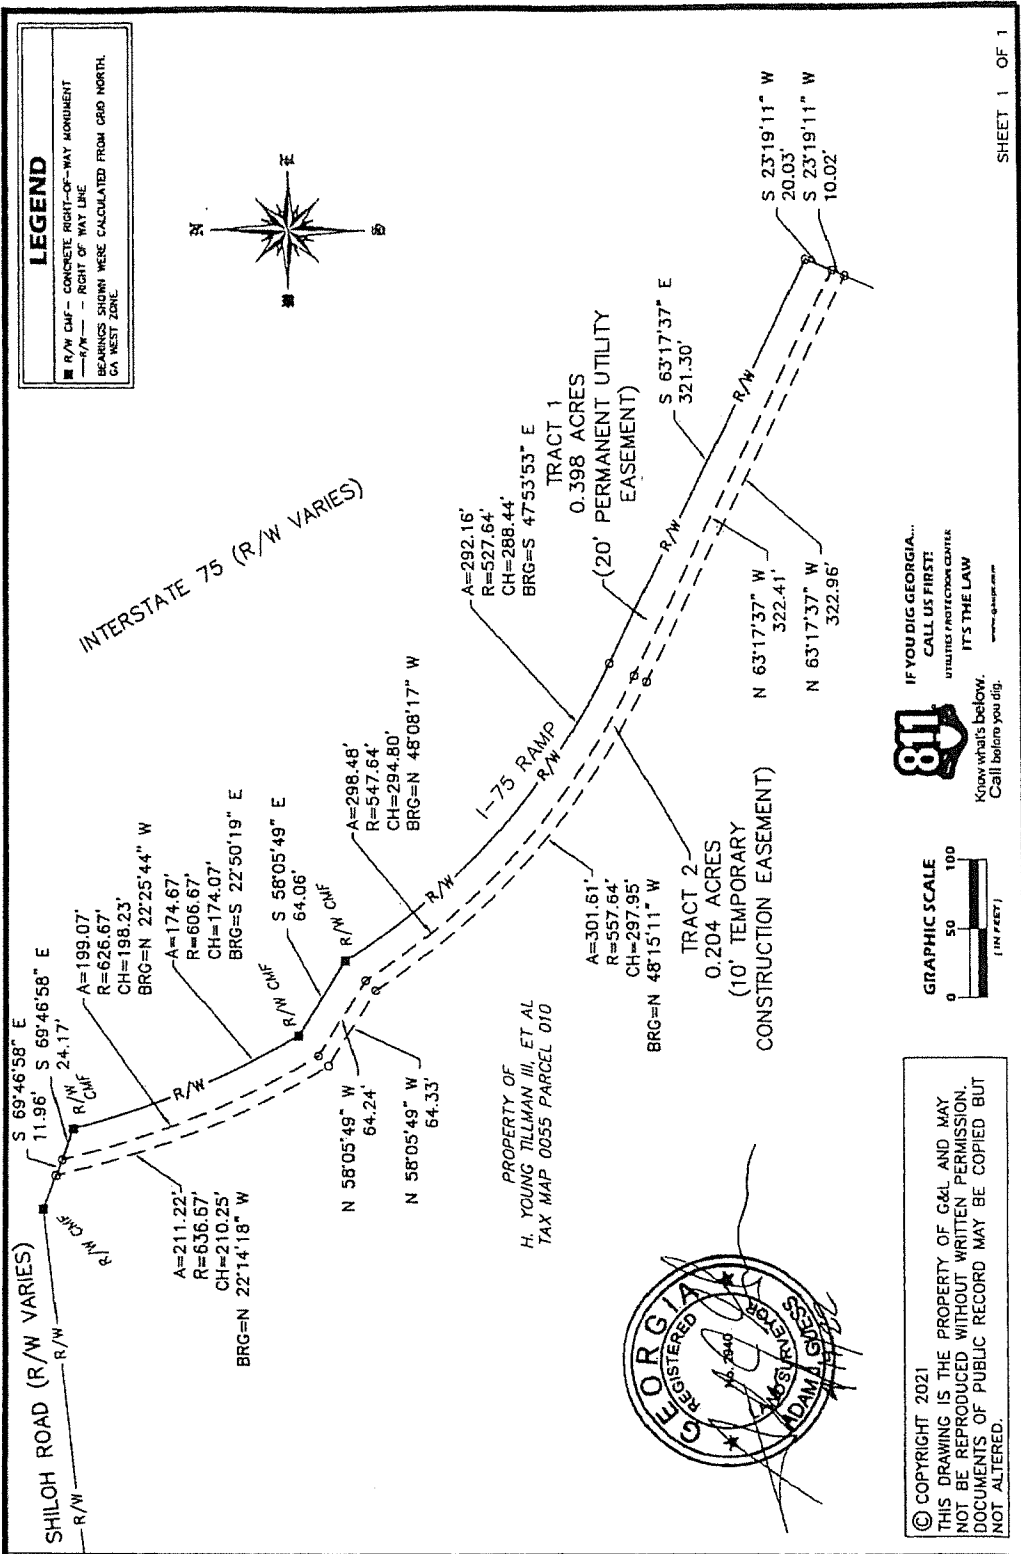 LEGEND
R/W CMF - CONCRETE RIGHT-OF-WAY MONUMENT
—R/W— - RIGHT OF WAY LINE
BEARINGS SHOWN WERE CALCULATED FROM GRID NORTH.
GA WEST ZONE
N
E
S
W
SHILOH ROAD (R/W VARIES)
R/W
R/W
R/W CMF
S 69°46'58" E
11.96'
S 69°46'58" E
24.17'
R/W
CMF
A=199.07'
R=626.67'
CH=198.23'
BRG=N 22°25'44" W
A=174.67'
R=606.67'
CH=174.07'
BRG=S 22°50'19" E
R/W
R/W CMF
S 58°05'49" E
64.06'
R/W CMF
A=211.22'
R=636.67'
CH=210.25'
BRG=N 22°14'18" W
N 58°05'49" W
64.24'
N 58°05'49" W
64.33'
INTERSTATE 75 (R/W VARIES)
A=298.48'
R=547.64'
CH=294.80'
BRG=N 48°08'17" W
R/W
I-75 RAMP
R/W
A=292.16'
R=527.64'
CH=288.44'
BRG=S 47°53'53" E
TRACT 1
0.398 ACRES
(20' PERMANENT UTILITY
EASEMENT)
R/W
S 63°17'37" E
321.30'
R/W
S 23°19'11" W
20.03'
S 23°19'11" W
10.02'
N 63°17'37" W
322.41'
N 63°17'37" W
322.96'
A=301.61'
R=557.64'
CH=297.95'
BRG=N 48°15'11" W
TRACT 2
0.204 ACRES
(10' TEMPORARY
CONSTRUCTION EASEMENT)
PROPERTY OF
H. YOUNG TILLMAN III, ET AL
TAX MAP 0055 PARCEL 010
GEORGIA
REGISTERED
No. 2940
LAND SURVEYOR
ADAM J. GUESS
© COPYRIGHT 2021
THIS DRAWING IS THE PROPERTY OF G&L AND MAY
NOT BE REPRODUCED WITHOUT WRITTEN PERMISSION.
DOCUMENTS OF PUBLIC RECORD MAY BE COPIED BUT
NOT ALTERED.
GRAPHIC SCALE
0 50 100
( IN FEET )
811
Know what's below.
Call before you dig.
IF YOU DIG GEORGIA...
CALL US FIRST!
UTILITIES PROTECTION CENTER
IT'S THE LAW
SHEET 1 OF 1